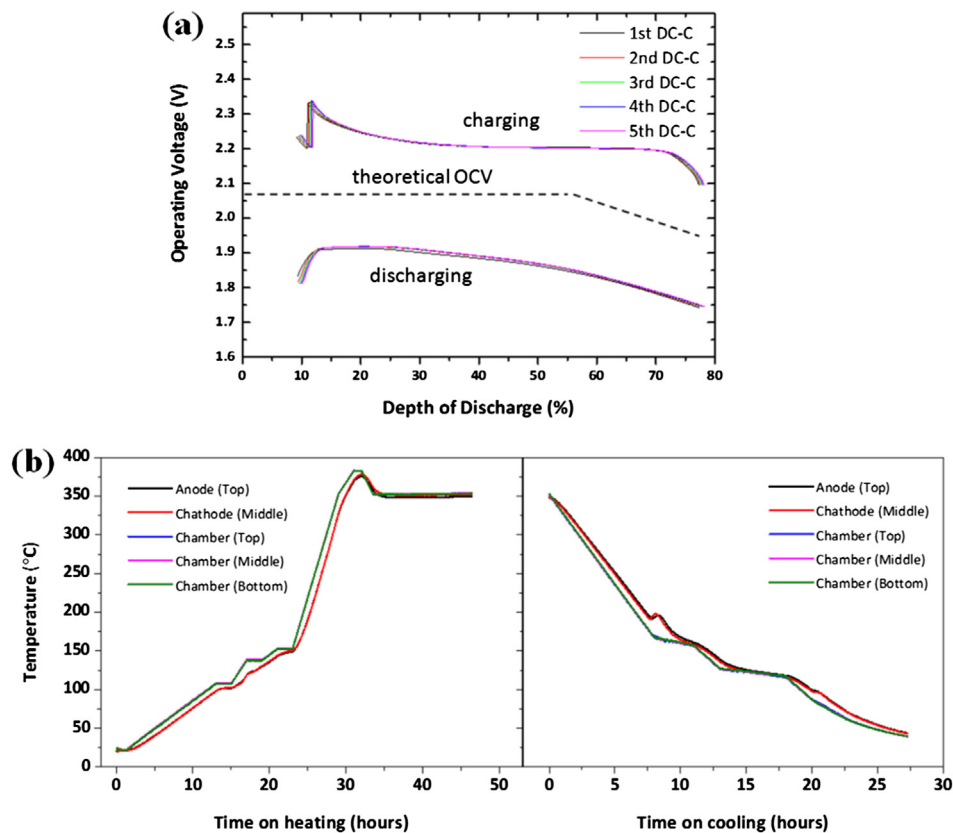 (a)
1st DC-C
2nd DC-C
3rd DC-C
4th DC-C
5th DC-C
2.5
2.4
2.3
2.2
2.1
2.0
1.9
1.8
1.7
1.6
Operating Voltage (V)
charging
theoretical OCV
discharging
0 10 20 30 40 50 60 70 80
Depth of Discharge (%)
(b)
400
350
300
250
200
150
100
50
0
Temperature (°C)
Anode (Top)
Chathode (Middle)
Chamber (Top)
Chamber (Middle)
Chamber (Bottom)
0 10 20 30 40 50
Time on heating (hours)
Anode (Top)
Chathode (Middle)
Chamber (Top)
Chamber (Middle)
Chamber (Bottom)
0 5 10 15 20 25 30
Time on cooling (hours)